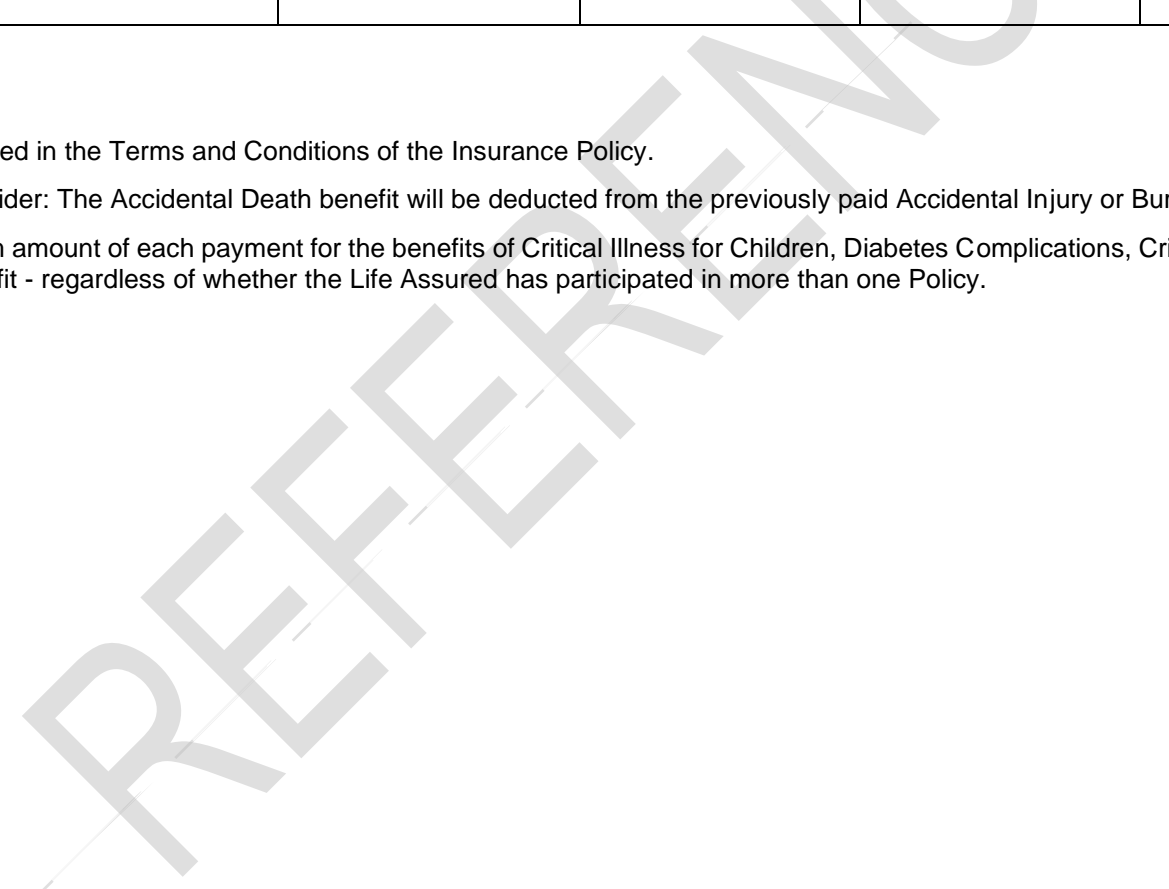 ed in the Terms and Conditions of the Insurance Policy.
ider: The Accidental Death benefit will be deducted from the previously paid Accidental Injury or Bur
n amount of each payment for the benefits of Critical Illness for Children, Diabetes Complications, Cri
fit - regardless of whether the Life Assured has participated in more than one Policy.
REFERENC